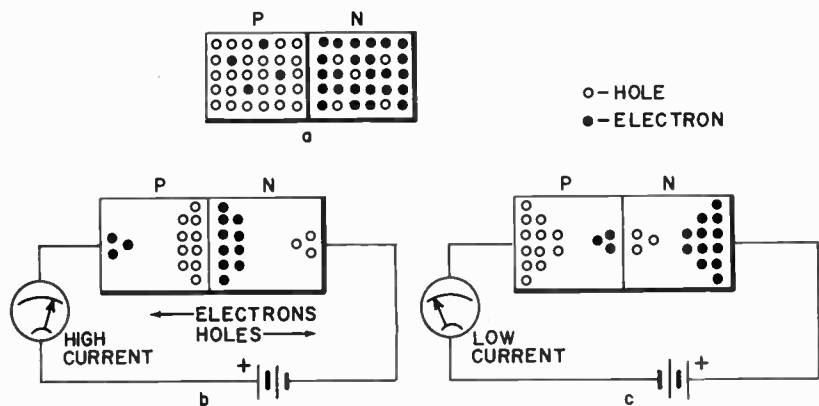 P N
a
○ - HOLE
● - ELECTRON
P N
HIGH
CURRENT
← ELECTRONS
HOLES →
+
b
P N
LOW
CURRENT
+
c